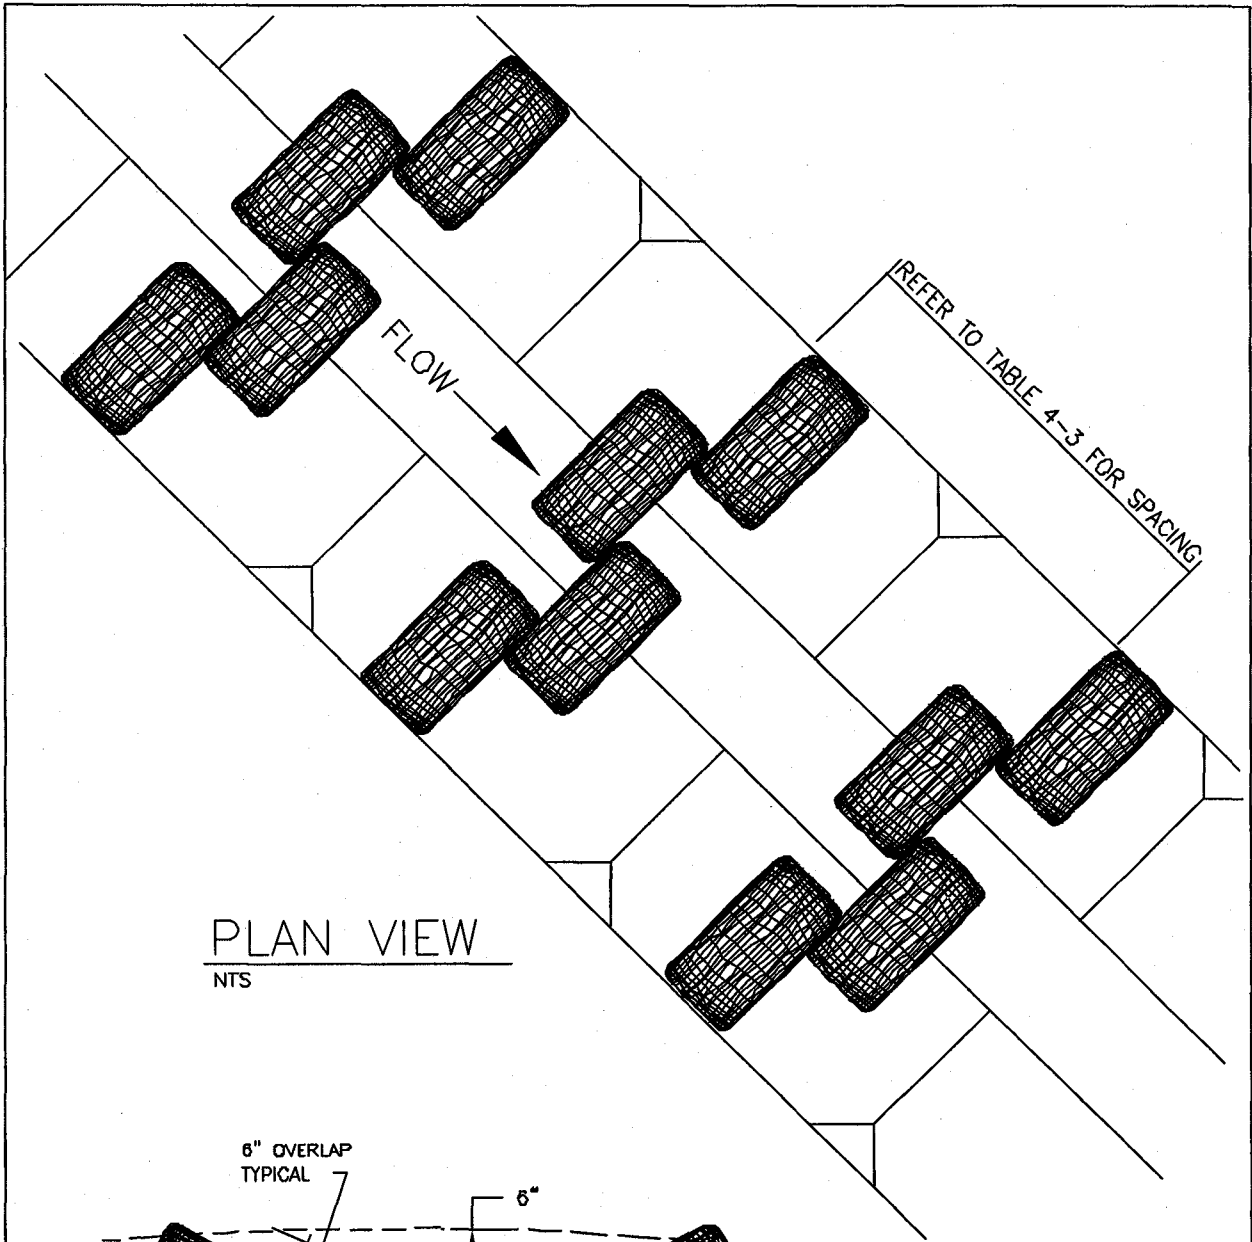 REFER TO TABLE 4-3 FOR SPACING
FLOW
PLAN VIEW
NTS
6" OVERLAP
TYPICAL
6"